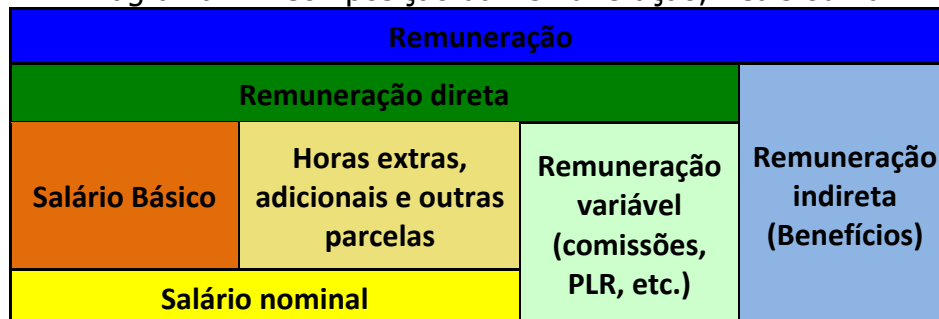 Remuneração
Remuneração direta
Salário Básico
Horas extras,
adicionais e outras
parcelas
Remuneração
variável
(comissões,
PLR, etc.)
Remuneração
indireta
(Benefícios)
Salário nominal